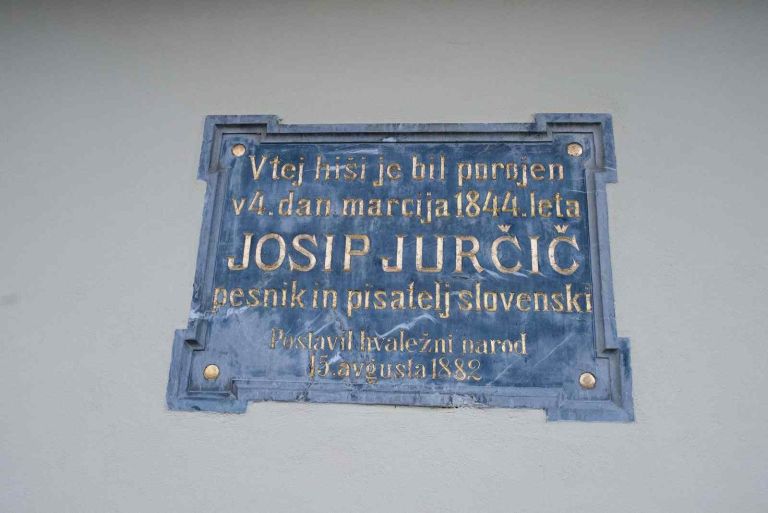 V tej hiši je bil porojen
v 4. dan marcija 1844. leta
JOSIP JURČIČ
pesnik in pisatelj slovenski
Postavil hvaležni narod
15. avgusta 1882